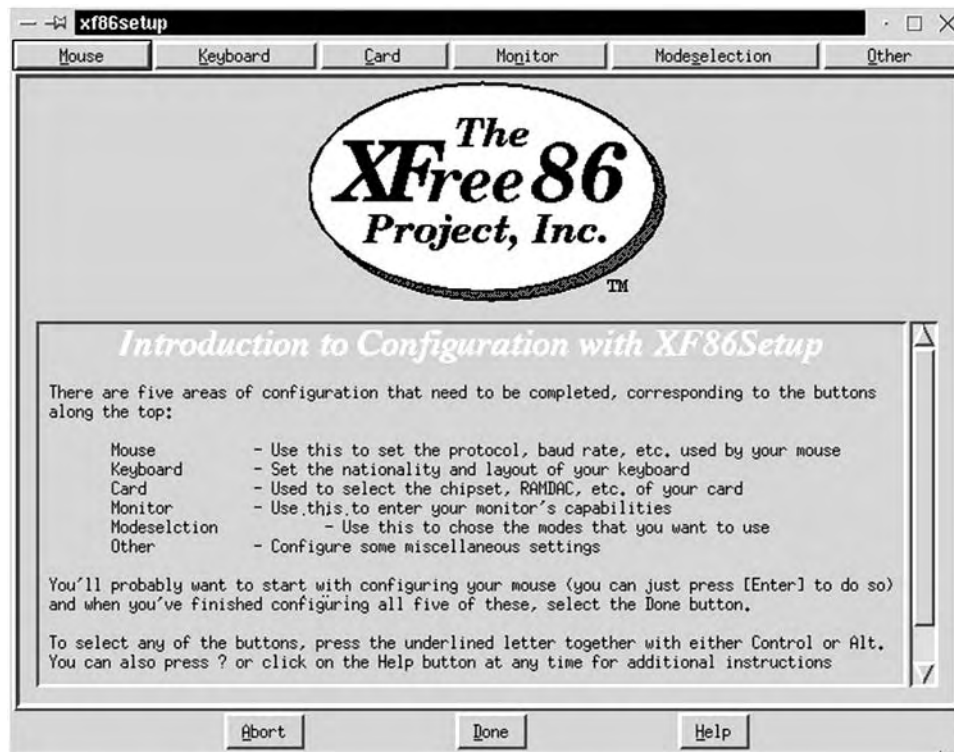 xf86setup
Mouse Keyboard Card Monitor Modeselection Other
The
XFree86
Project, Inc.
TM
Introduction to Configuration with XF86Setup
There are five areas of configuration that need to be completed, corresponding to the buttons
along the top:
Mouse - Use this to set the protocol, baud rate, etc. used by your mouse
Keyboard - Set the nationality and layout of your keyboard
Card - Used to select the chipset, RAMDAC, etc. of your card
Monitor - Use this to enter your monitor's capabilities
Modeselction - Use this to chose the modes that you want to use
Other - Configure some miscellaneous settings
You'll probably want to start with configuring your mouse (you can just press [Enter] to do so)
and when you've finished configuring all five of these, select the Done button.
To select any of the buttons, press the underlined letter together with either Control or Alt.
You can also press ? or click on the Help button at any time for additional instructions
Abort Done Help